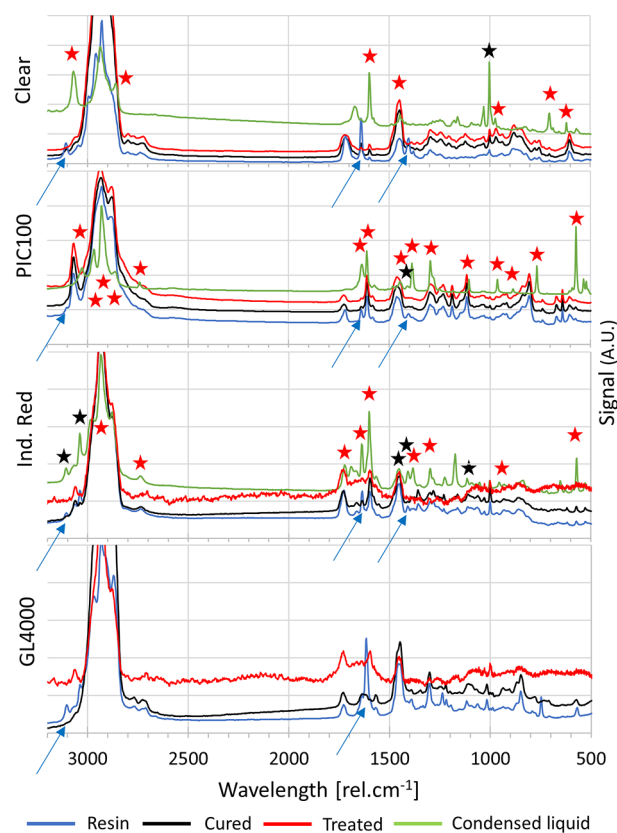 Clear
PIC100
Ind. Red
GL4000
Signal (A.U.)
3000 2500 2000 1500 1000 500
Wavelength [rel.cm⁻¹]
Resin Cured Treated Condensed liquid